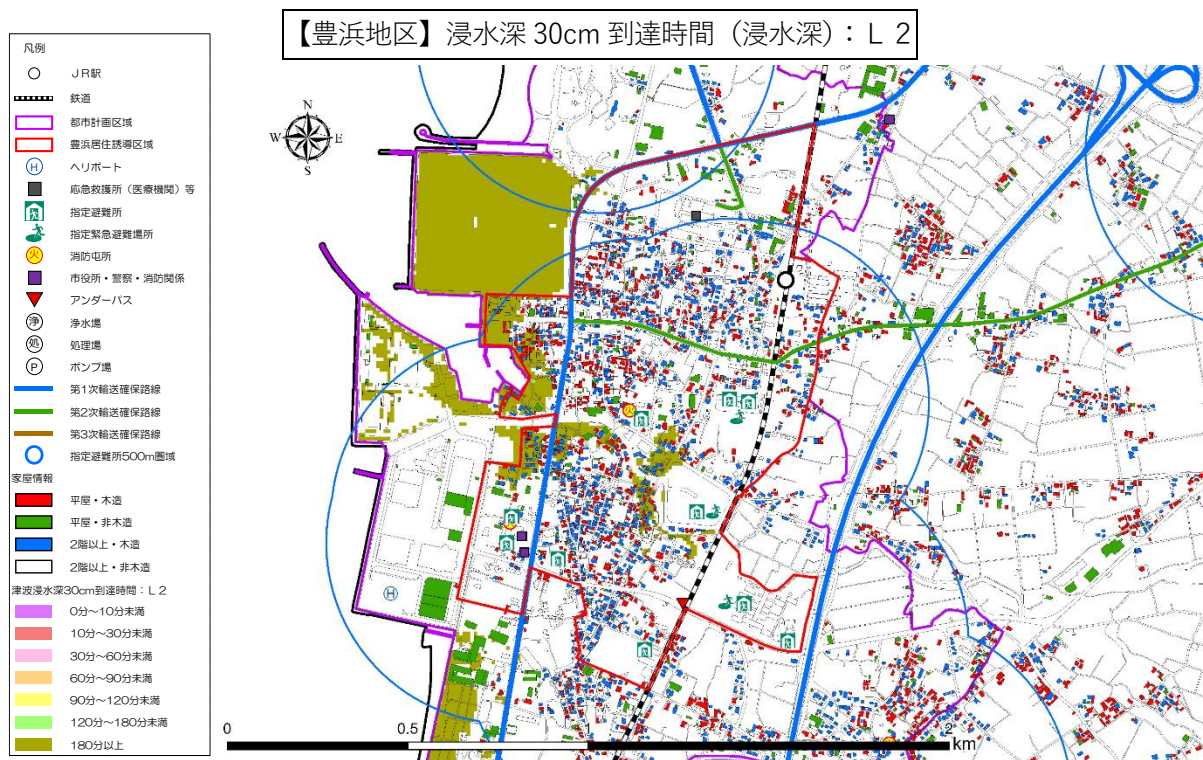 【豊浜地区】浸水深 30cm 到達時間（浸水深）：Ｌ２
凡例
ＪＲ駅
鉄道
都市計画区域
豊浜居住誘導区域
H ヘリポート
応急救護所（医療機関）等
指定避難所
指定緊急避難場所
火 消防屯所
市役所・警察・消防関係
アンダーパス
浄 浄水場
処 処理場
P ポンプ場
第1次輸送確保路線
第2次輸送確保路線
第3次輸送確保路線
指定避難所500m圏域
家屋情報
平屋・木造
平屋・非木造
2階以上・木造
2階以上・非木造
津波浸水深30cm到達時間：Ｌ２
0分～10分未満
10分～30分未満
30分～60分未満
60分～90分未満
90分～120分未満
120分～180分未満
180分以上
N
W E
S
火
H
0 0.5 2
km